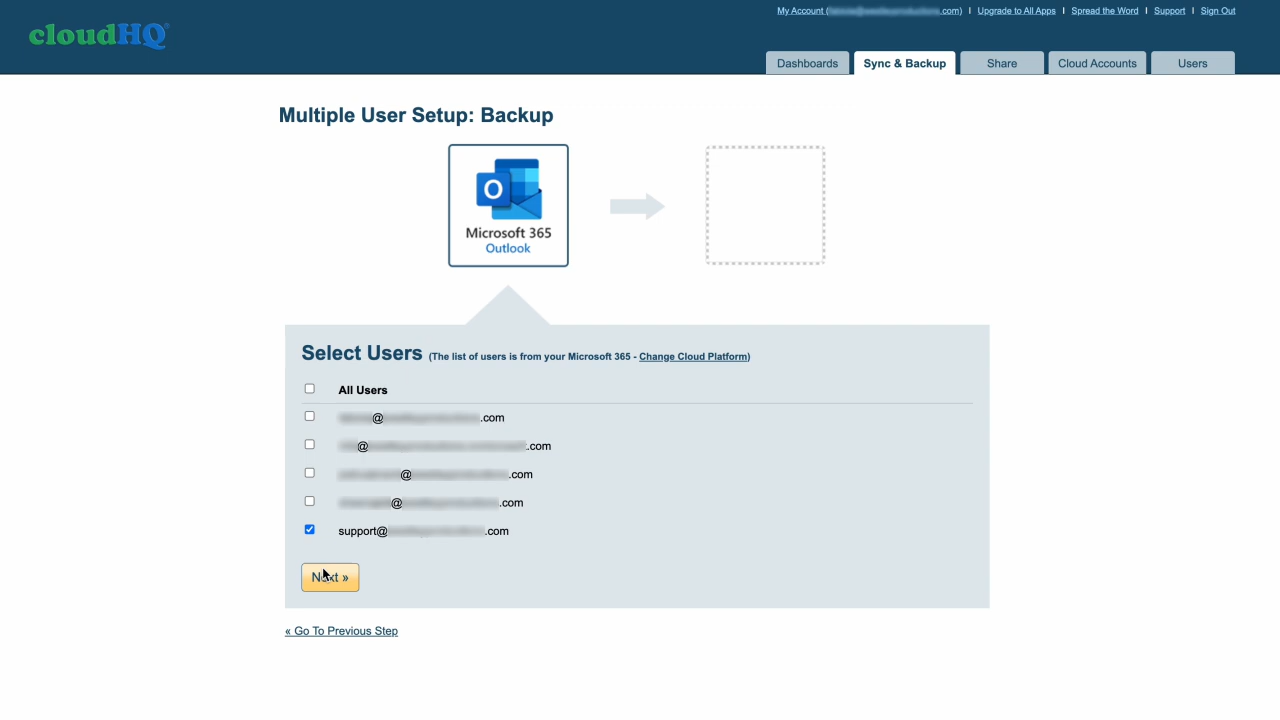 My Account ( .com) | Upgrade to All Apps | Spread the Word | Support | Sign Out
cloudHQ
Dashboards Sync & Backup Share Cloud Accounts Users
Multiple User Setup: Backup
O
Microsoft 365
Outlook
Select Users (The list of users is from your Microsoft 365 - Change Cloud Platform)
All Users
@ .com
@ .com
@ .com
@ .com
support@ .com
Next »
« Go To Previous Step